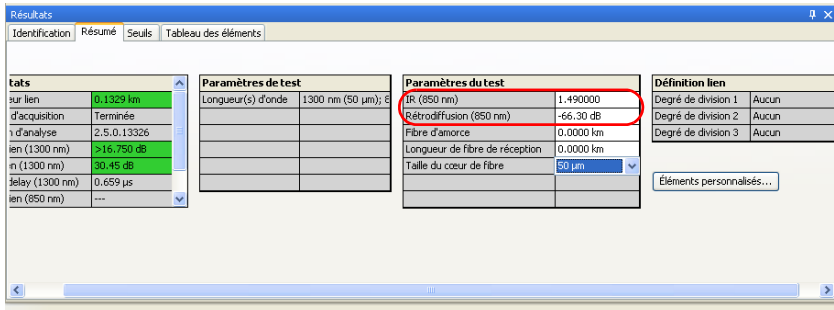 Résultats
Identification Résumé Seuils Tableau des éléments
tats
eur lien 0.1329 km
d'acquisition Terminée
n d'analyse 2.5.0.13326
ien (1300 nm) >16.750 dB
n (1300 nm) 30.45 dB
delay (1300 nm) 0.659 µs
ien (850 nm) ---
Paramètres de test
Longueur(s) d'onde 1300 nm (50 µm); 8
Paramètres du test
IR (850 nm) 1.490000
Rétrodiffusion (850 nm) -66.30 dB
Fibre d'amorce 0.0000 km
Longueur de fibre de réception 0.0000 km
Taille du cœur de fibre 50 µm
Définition lien
Degré de division 1 Aucun
Degré de division 2 Aucun
Degré de division 3 Aucun
Éléments personnalisés...